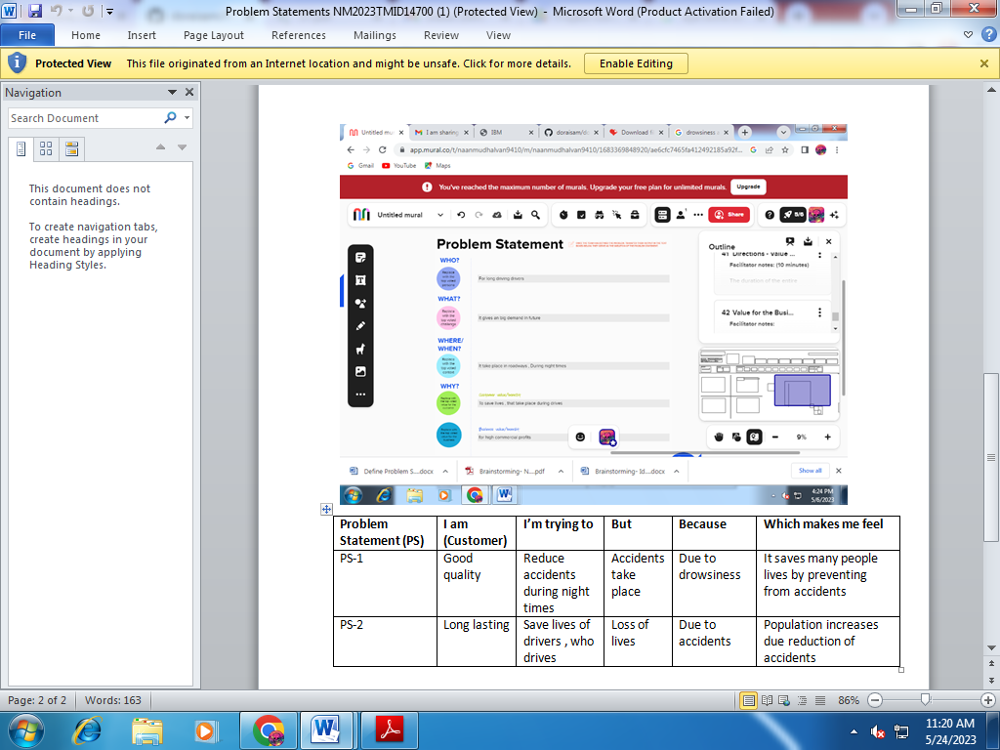 Problem Statements NM2023TMID14700 (1) (Protected View) - Microsoft Word (Product Activation Failed)
File Home Insert Page Layout References Mailings Review View
Protected View This file originated from an Internet location and might be unsafe. Click for more details. Enable Editing
Navigation
Search Document
This document does not
contain headings.
To create navigation tabs,
create headings in your
document by applying
Heading Styles.
Untitled mur I am sharing IBM doraisam/di Download fi drowsiness
app.mural.co/t/naanmudhalvan9410/m/naanmudhalvan9410/1683369848920/ae6cfc7465fa412492185a92f...
Gmail YouTube Maps
You've reached the maximum number of murals. Upgrade your free plan for unlimited murals. Upgrade
Untitled mural Share 5/5
Problem Statement
Outline
41 Directions - Value ...
Facilitator notes: (10 minutes)
The duration of the entire
42 Value for the Busi...
Facilitator notes:
WHO?
For long driving drivers
WHAT?
It gives an big demand in future
WHERE/
WHEN?
It take place in roadways , During night times
WHY?
To save lives , that take place during drives
for high commercial profits
9%
Define Problem S....docx Brainstorming- N....pdf Brainstorming- Id....docx Show all
4:24 PM
5/6/2023
Problem Statement (PS) I am (Customer) I'm trying to But Because Which makes me feel
PS-1 Good quality Reduce accidents during night times Accidents take place Due to drowsiness It saves many people lives by preventing from accidents
PS-2 Long lasting Save lives of drivers , who drives Loss of lives Due to accidents Population increases due reduction of accidents
Page: 2 of 2 Words: 163 86%
11:20 AM
5/24/2023